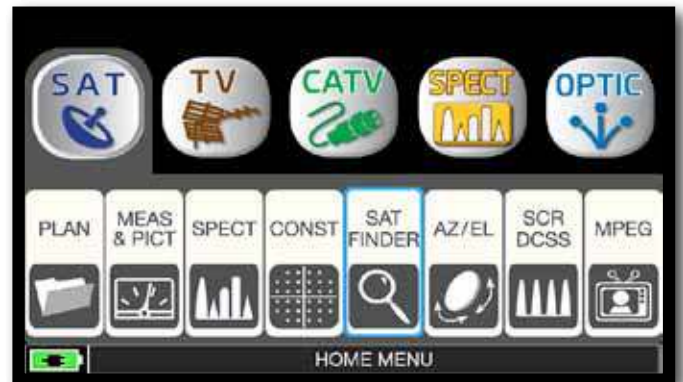 SAT
TV
CATV
SPECT
OPTIC
PLAN
MEAS
& PICT
SPECT
CONST
SAT
FINDER
AZ/EL
SCR
DCSS
MPEG
HOME MENU